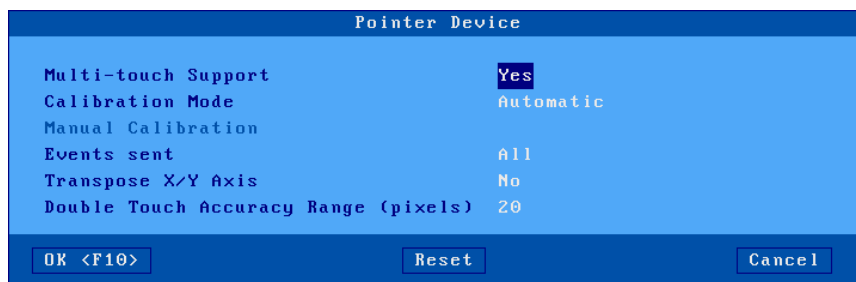 Pointer Device
Multi-touch Support Yes
Calibration Mode Automatic
Manual Calibration
Events sent All
Transpose X/Y Axis No
Double Touch Accuracy Range (pixels) 20
OK <F10> Reset Cancel